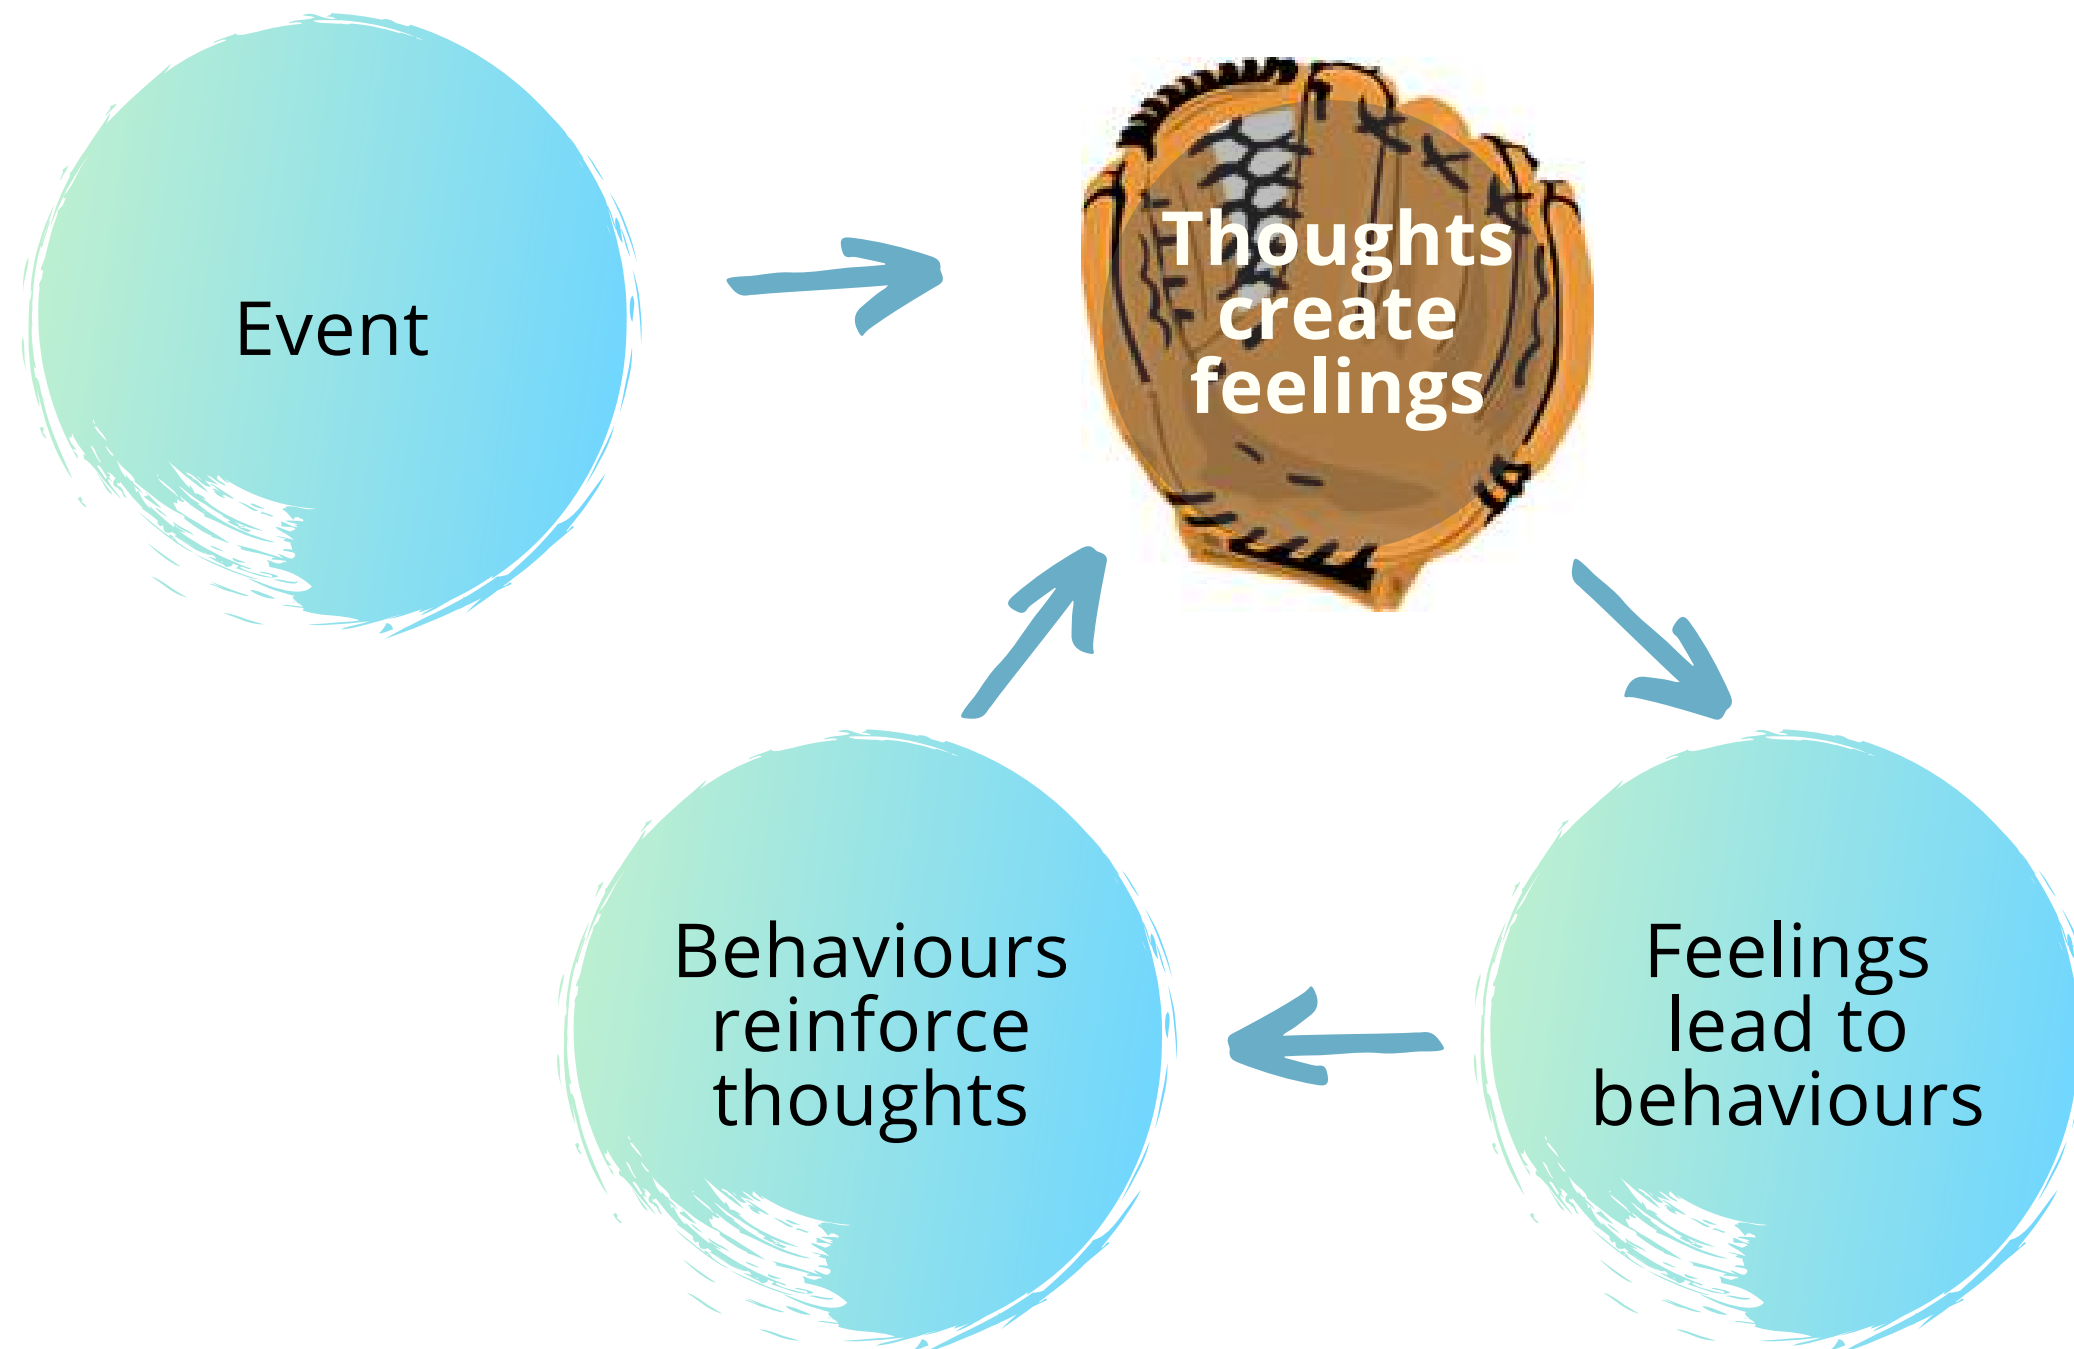 Event
Thoughts
create
feelings
Behaviours
reinforce
thoughts
Feelings
lead to
behaviours